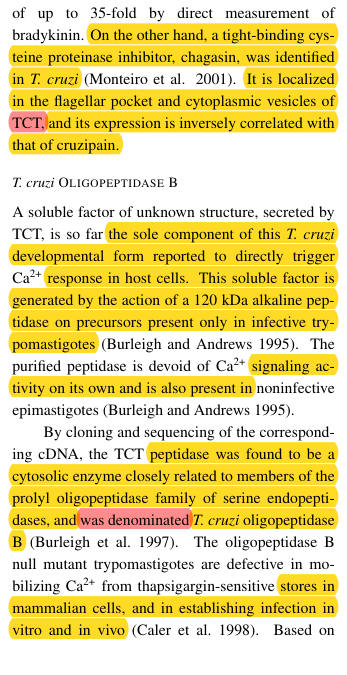 of up to 35-fold by direct measurement of
bradykinin. On the other hand, a tight-binding cys-
teine proteinase inhibitor, chagasin, was identified
in T. cruzi (Monteiro et al. 2001). It is localized
in the flagellar pocket and cytoplasmic vesicles of
TCT, and its expression is inversely correlated with
that of cruzipain.
T. cruzi OLIGOPEPTIDASE B
A soluble factor of unknown structure, secreted by
TCT, is so far the sole component of this T. cruzi
developmental form reported to directly trigger
Ca2+ response in host cells. This soluble factor is
generated by the action of a 120 kDa alkaline pep-
tidase on precursors present only in infective try-
pomastigotes (Burleigh and Andrews 1995). The
purified peptidase is devoid of Ca2+ signaling ac-
tivity on its own and is also present in noninfective
epimastigotes (Burleigh and Andrews 1995).
By cloning and sequencing of the correspond-
ing cDNA, the TCT peptidase was found to be a
cytosolic enzyme closely related to members of the
prolyl oligopeptidase family of serine endopepti-
dases, and was denominated T. cruzi oligopeptidase
B (Burleigh et al. 1997). The oligopeptidase B
null mutant trypomastigotes are defective in mo-
bilizing Ca2+ from thapsigargin-sensitive stores in
mammalian cells, and in establishing infection in
vitro and in vivo (Caler et al. 1998). Based on